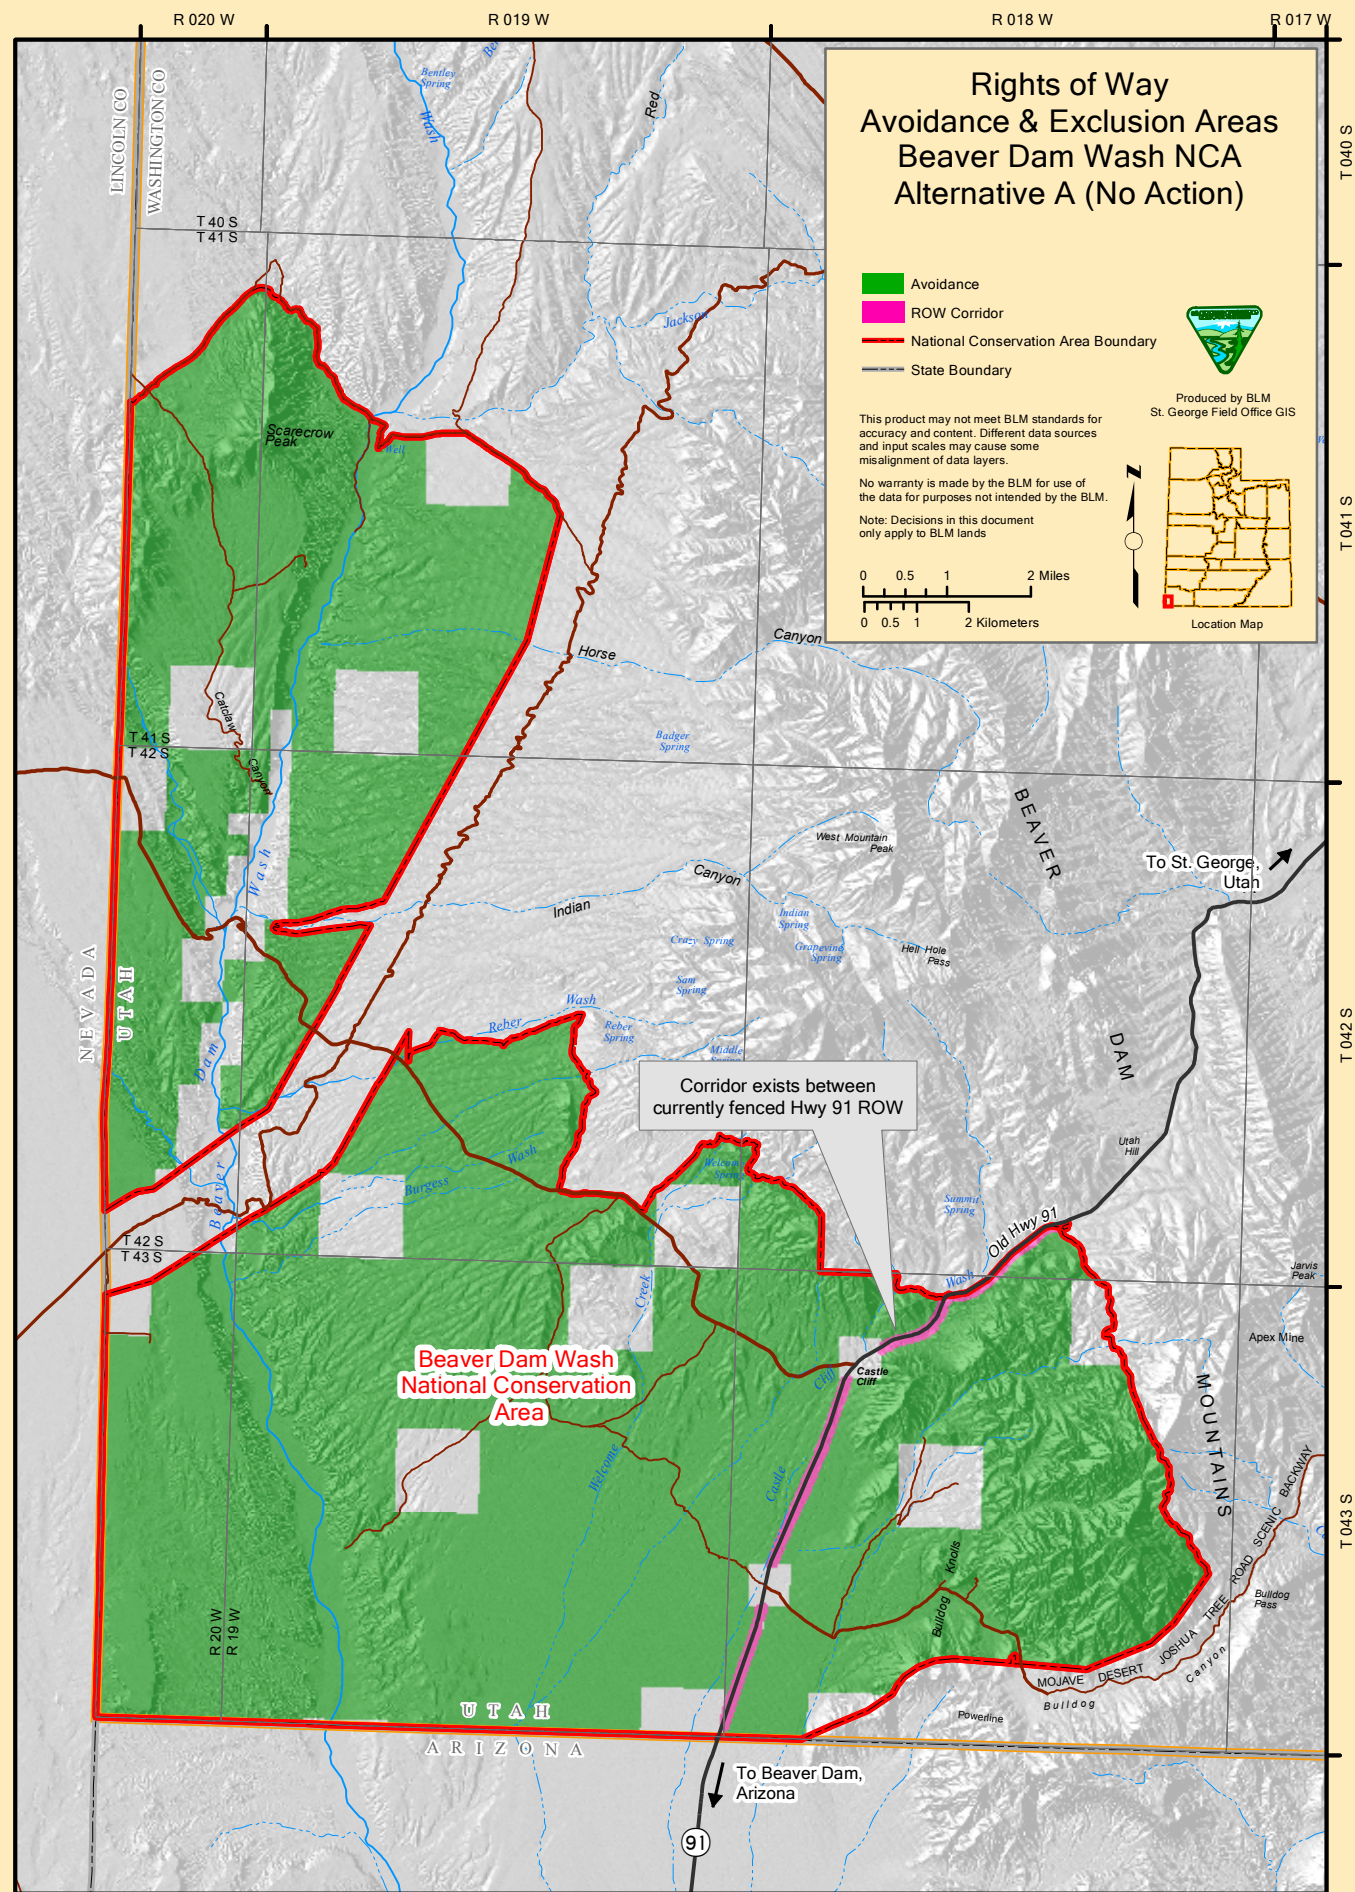 R 020 W
R 019 W
R 018 W
R 017 W
Rights of Way
Avoidance & Exclusion Areas
Beaver Dam Wash NCA
Alternative A (No Action)
Avoidance
ROW Corridor
National Conservation Area Boundary
State Boundary
Produced by BLM
St. George Field Office GIS
This product may not meet BLM standards for
accuracy and content. Different data sources
and input scales may cause some
misalignment of data layers.
No warranty is made by the BLM for use of
the data for purposes not intended by the BLM.
Note: Decisions in this document
only apply to BLM lands
0 0.5 1 2 Miles
0 0.5 1 2 Kilometers
N
Location Map
T 040 S
T 041 S
T 042 S
T 043 S
LINCOLN CO
WASHINGTON CO
Bentley
Spring
Wash
Red
T 40 S
T 41 S
Jackson
Scarecrow
Peak
Well
Horse
Canyon
Catclaw
Canyon
T 41 S
T 42 S
Badger
Spring
BEAVER
West Mountain
Peak
To St. George,
Utah
Wash
Canyon
Indian
Indian
Spring
Crazy Spring
Grapevine
Spring
Hell Hole
Pass
NEVADA
UTAH
Sam
Spring
Wash
Reber
Reber
Spring
Middle
DAM
Dam
Corridor exists between
currently fenced Hwy 91 ROW
Utah
Hill
Wash
Burgess
Welcome
Spring
Beaver
Summit
Spring
Old Hwy 91
T 42 S
T 43 S
Wash
Jarvis
Peak
Creek
Apex Mine
Beaver Dam Wash
National Conservation
Area
Castle
Cliff
Cliff
MOUNTAINS
Welcome
Castle
Knolls
Bulldog
MOJAVE DESERT JOSHUA TREE ROAD SCENIC BACKWAY
Bulldog
Pass
R 20 W
R 19 W
Bulldog
Canyon
Powerline
UTAH
ARIZONA
To Beaver Dam,
Arizona
91